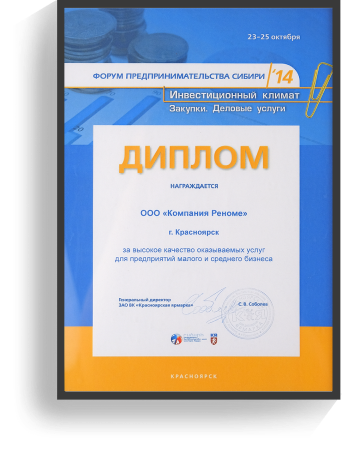 23–25 октября
ФОРУМ ПРЕДПРИНИМАТЕЛЬСТВА СИБИРИ '14
Инвестиционный климат
Закупки. Деловые услуги
ДИПЛОМ
НАГРАЖДАЕТСЯ
ООО «Компания Реноме»
г. Красноярск
за высокое качество оказываемых услуг
для предприятий малого и среднего бизнеса
Генеральный директор
ЗАО ВК «Красноярская ярмарка»
С. В. Соболев
КРАСНОЯРСК